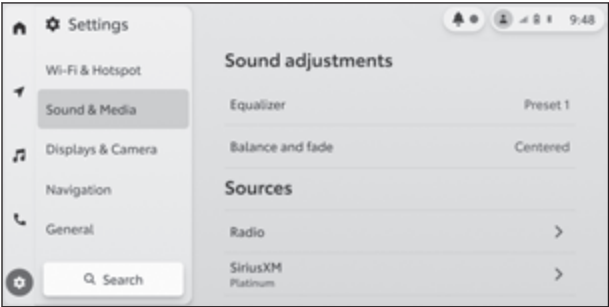 Settings
9:48
Wi-Fi & Hotspot
Sound & Media
Displays & Camera
Navigation
General
Search
Sound adjustments
Equalizer Preset 1
Balance and fade Centered
Sources
Radio
SiriusXM
Platinum